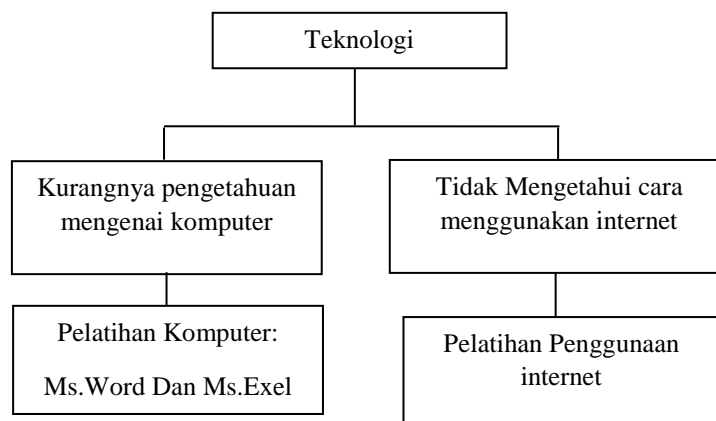 Teknologi
Kurangnya pengetahuan
mengenai komputer
Tidak Mengetahui cara
menggunakan internet
Pelatihan Komputer:
Ms.Word Dan Ms.Exel
Pelatihan Penggunaan
internet